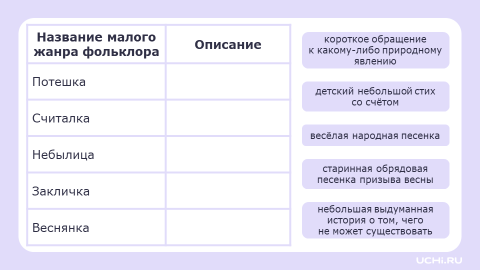 Название малого
жанра фольклора
Описание
Потешка
Считалка
Небылица
Закличка
Веснянка
короткое обращение
к какому-либо природному
явлению
детский небольшой стих
со счётом
весёлая народная песенка
старинная обрядовая
песенка призыва весны
небольшая выдуманная
история о том, чего
не может существовать
UCHi.RU